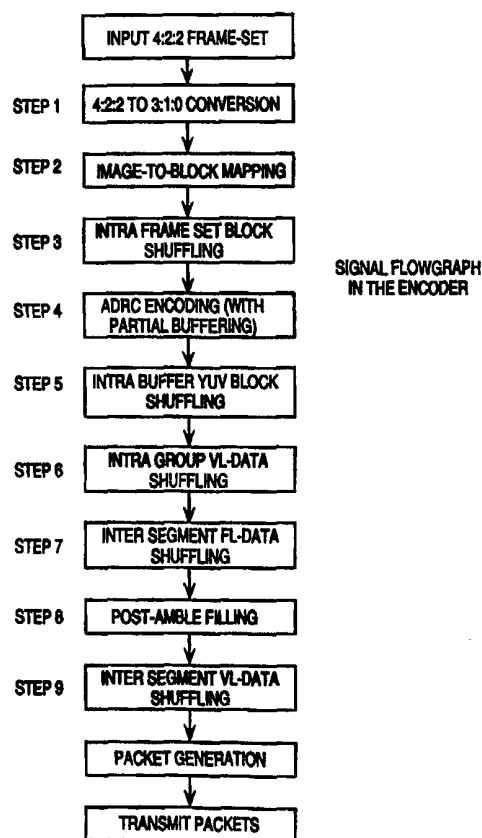 INPUT 4:2:2 FRAME-SET
STEP 1
4:2:2 TO 3:1:0 CONVERSION
STEP 2
IMAGE-TO-BLOCK MAPPING
STEP 3
INTRA FRAME SET BLOCK
SHUFFLING
SIGNAL FLOWGRAPH
IN THE ENCODER
STEP 4
ADRC ENCODING (WITH
PARTIAL BUFFERING)
STEP 5
INTRA BUFFER YUV BLOCK
SHUFFLING
STEP 6
INTRA GROUP VL-DATA
SHUFFLING
STEP 7
INTER SEGMENT FL-DATA
SHUFFLING
STEP 8
POST-AMBLE FILLING
STEP 9
INTER SEGMENT VL-DATA
SHUFFLING
PACKET GENERATION
TRANSMIT PACKETS